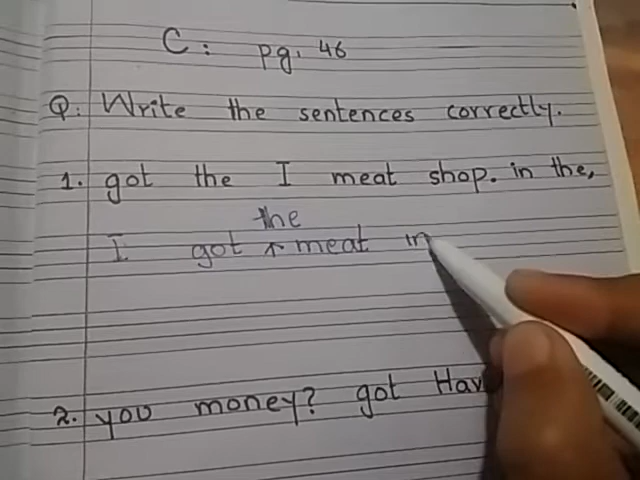 C: pg. 46
Q: Write the sentences correctly.
1. got the I meat shop. in the,
the
I got ↑ meat in
2. you money? got Hav